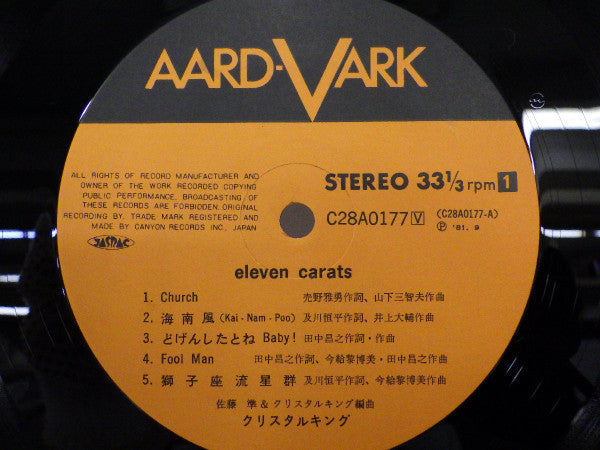 AARD-VARK
ALL RIGHTS OF RECORD MANUFACTURER AND
OWNER OF THE WORK RECORDED COPYING
PUBLIC PERFORMANCE, BROADCASTING OF
THESE RECORDS ARE FORBIDDEN. ORIGINAL
RECORDING BY. TRADE MARK REGISTERED AND
MADE BY CANYON RECORDS INC., JAPAN
JASRAC
STEREO 33 1/3 rpm 1
C28A0177 V (C28A0177-A)
Ⓟ '81. 9
eleven carats
1. Church 売野雅勇作詞、山下三智夫作曲
2. 海南風 (Kai-Nam-Poo) 及川恒平作詞、井上大輔作曲
3. どげんしたとね Baby! 田中昌之作詞・作曲
4. Fool Man 田中昌之作詞、今給黎博美・田中昌之作曲
5. 獅子座流星群 及川恒平作詞、今給黎博美作曲
佐藤 準&クリスタルキング編曲
クリスタルキング